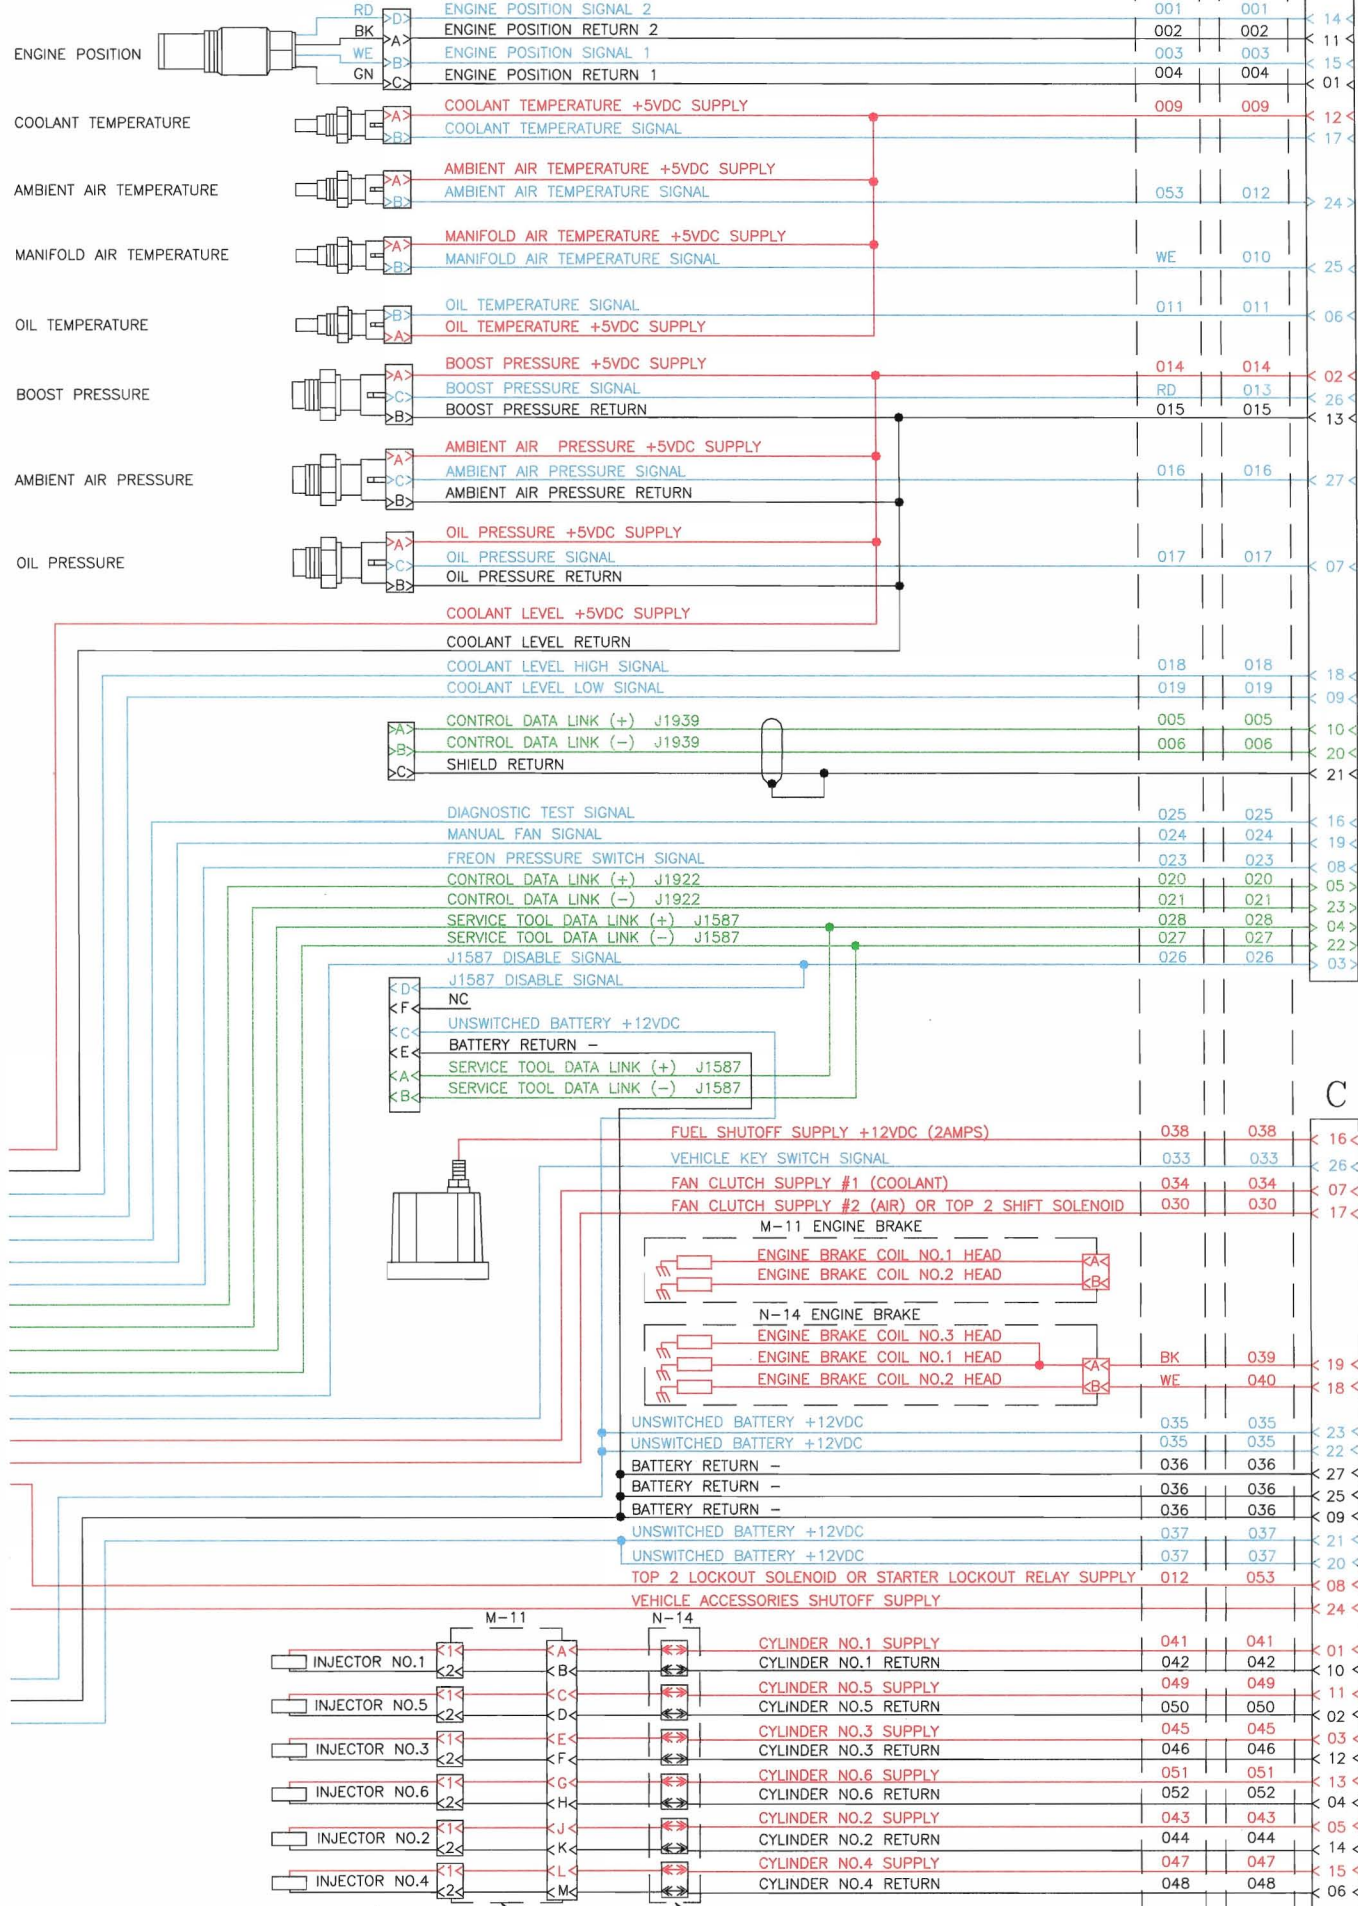 RD >D> ENGINE POSITION SIGNAL 2 001 001 < 14 <
BK >A> ENGINE POSITION RETURN 2 002 002 < 11 <
ENGINE POSITION
WE >B> ENGINE POSITION SIGNAL 1 003 003 < 15 <
GN >C> ENGINE POSITION RETURN 1 004 004 < 01 <
COOLANT TEMPERATURE
>A> COOLANT TEMPERATURE +5VDC SUPPLY 009 009 < 12 <
>B> COOLANT TEMPERATURE SIGNAL < 17 <
AMBIENT AIR TEMPERATURE
>A> AMBIENT AIR TEMPERATURE +5VDC SUPPLY
>B> AMBIENT AIR TEMPERATURE SIGNAL 053 012 > 24 >
MANIFOLD AIR TEMPERATURE
>A> MANIFOLD AIR TEMPERATURE +5VDC SUPPLY
>B> MANIFOLD AIR TEMPERATURE SIGNAL WE 010 < 25 <
OIL TEMPERATURE
>B> OIL TEMPERATURE SIGNAL 011 011 < 06 <
>A> OIL TEMPERATURE +5VDC SUPPLY
BOOST PRESSURE
>A> BOOST PRESSURE +5VDC SUPPLY 014 014 < 02 <
>C> BOOST PRESSURE SIGNAL RD 013 < 26 <
>B> BOOST PRESSURE RETURN 015 015 < 13 <
AMBIENT AIR PRESSURE
>A> AMBIENT AIR PRESSURE +5VDC SUPPLY
>C> AMBIENT AIR PRESSURE SIGNAL 016 016 < 27 <
>B> AMBIENT AIR PRESSURE RETURN
OIL PRESSURE
>A> OIL PRESSURE +5VDC SUPPLY
>C> OIL PRESSURE SIGNAL 017 017 < 07 <
>B> OIL PRESSURE RETURN
COOLANT LEVEL +5VDC SUPPLY
COOLANT LEVEL RETURN
COOLANT LEVEL HIGH SIGNAL 018 018 < 18 <
COOLANT LEVEL LOW SIGNAL 019 019 < 09 <
>A> CONTROL DATA LINK (+) J1939 005 005 < 10 <
>B> CONTROL DATA LINK (−) J1939 006 006 < 20 <
>C> SHIELD RETURN < 21 <
DIAGNOSTIC TEST SIGNAL 025 025 < 16 <
MANUAL FAN SIGNAL 024 024 < 19 <
FREON PRESSURE SWITCH SIGNAL 023 023 < 08 <
CONTROL DATA LINK (+) J1922 020 020 > 05 >
CONTROL DATA LINK (−) J1922 021 021 > 23 >
SERVICE TOOL DATA LINK (+) J1587 028 028 > 04 >
SERVICE TOOL DATA LINK (−) J1587 027 027 > 22 >
J1587 DISABLE SIGNAL 026 026 > 03 >
<D< J1587 DISABLE SIGNAL
<F< NC
<C< UNSWITCHED BATTERY +12VDC
<E< BATTERY RETURN −
<A< SERVICE TOOL DATA LINK (+) J1587
<B< SERVICE TOOL DATA LINK (−) J1587
C
FUEL SHUTOFF SUPPLY +12VDC (2AMPS) 038 038 < 16 <
VEHICLE KEY SWITCH SIGNAL 033 033 < 26 <
FAN CLUTCH SUPPLY #1 (COOLANT) 034 034 < 07 <
FAN CLUTCH SUPPLY #2 (AIR) OR TOP 2 SHIFT SOLENOID 030 030 < 17 <
M-11 ENGINE BRAKE
ENGINE BRAKE COIL NO.1 HEAD <A<
ENGINE BRAKE COIL NO.2 HEAD <B<
N-14 ENGINE BRAKE
ENGINE BRAKE COIL NO.3 HEAD
ENGINE BRAKE COIL NO.1 HEAD <A< BK 039 < 19 <
ENGINE BRAKE COIL NO.2 HEAD <B< WE 040 < 18 <
UNSWITCHED BATTERY +12VDC 035 035 < 23 <
UNSWITCHED BATTERY +12VDC 035 035 < 22 <
BATTERY RETURN − 036 036 < 27 <
BATTERY RETURN − 036 036 < 25 <
BATTERY RETURN − 036 036 < 09 <
UNSWITCHED BATTERY +12VDC 037 037 < 21 <
UNSWITCHED BATTERY +12VDC 037 037 < 20 <
TOP 2 LOCKOUT SOLENOID OR STARTER LOCKOUT RELAY SUPPLY 012 053 < 08 <
VEHICLE ACCESSORIES SHUTOFF SUPPLY < 24 <
M-11 N-14
INJECTOR NO.1 <1< <A< CYLINDER NO.1 SUPPLY 041 041 < 01 <
<2< <B< CYLINDER NO.1 RETURN 042 042 < 10 <
INJECTOR NO.5 <1< <C< CYLINDER NO.5 SUPPLY 049 049 < 11 <
<2< <D< CYLINDER NO.5 RETURN 050 050 < 02 <
INJECTOR NO.3 <1< <E< CYLINDER NO.3 SUPPLY 045 045 < 03 <
<2< <F< CYLINDER NO.3 RETURN 046 046 < 12 <
INJECTOR NO.6 <1< <G< CYLINDER NO.6 SUPPLY 051 051 < 13 <
<2< <H< CYLINDER NO.6 RETURN 052 052 < 04 <
INJECTOR NO.2 <1< <J< CYLINDER NO.2 SUPPLY 043 043 < 05 <
<2< <K< CYLINDER NO.2 RETURN 044 044 < 14 <
INJECTOR NO.4 <1< <L< CYLINDER NO.4 SUPPLY 047 047 < 15 <
<2< <M< CYLINDER NO.4 RETURN 048 048 < 06 <